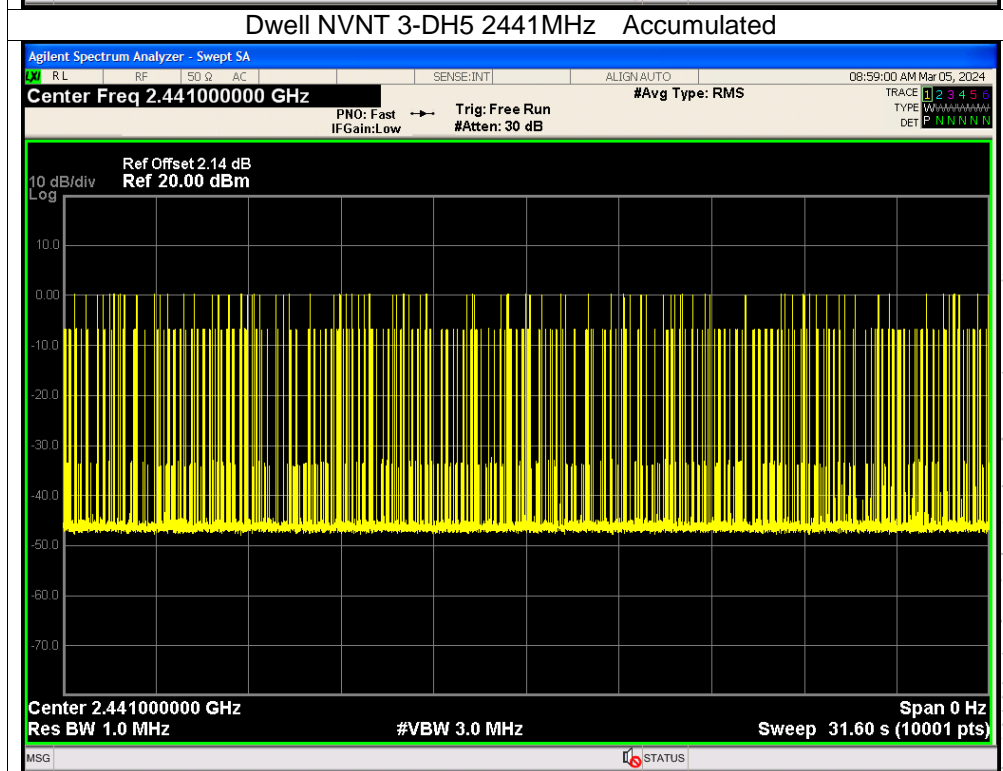 Dwell NVNT 3-DH5 2441MHz Accumulated
Agilent Spectrum Analyzer - Swept SA
LXI RL RF 50 Ω AC SENSE:INT ALIGN AUTO 08:59:00 AM Mar 05, 2024
Center Freq 2.441000000 GHz #Avg Type: RMS TRACE 1 2 3 4 5 6
PNO: Fast Trig: Free Run TYPE WWWWWW
IFGain:Low #Atten: 30 dB DET P N N N N N
Ref Offset 2.14 dB
10 dB/div Ref 20.00 dBm
Log
10.0
0.00
-10.0
-20.0
-30.0
-40.0
-50.0
-60.0
-70.0
Center 2.441000000 GHz Span 0 Hz
Res BW 1.0 MHz #VBW 3.0 MHz Sweep 31.60 s (10001 pts)
MSG STATUS